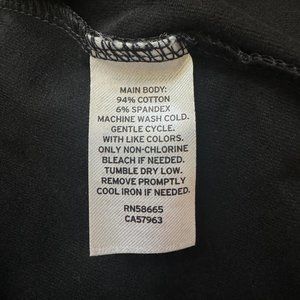 MAIN BODY:
94% COTTON
6% SPANDEX
MACHINE WASH COLD.
GENTLE CYCLE.
WITH LIKE COLORS.
ONLY NON-CHLORINE
BLEACH IF NEEDED.
TUMBLE DRY LOW.
REMOVE PROMPTLY
COOL IRON IF NEEDED.
RN58665
CA57963